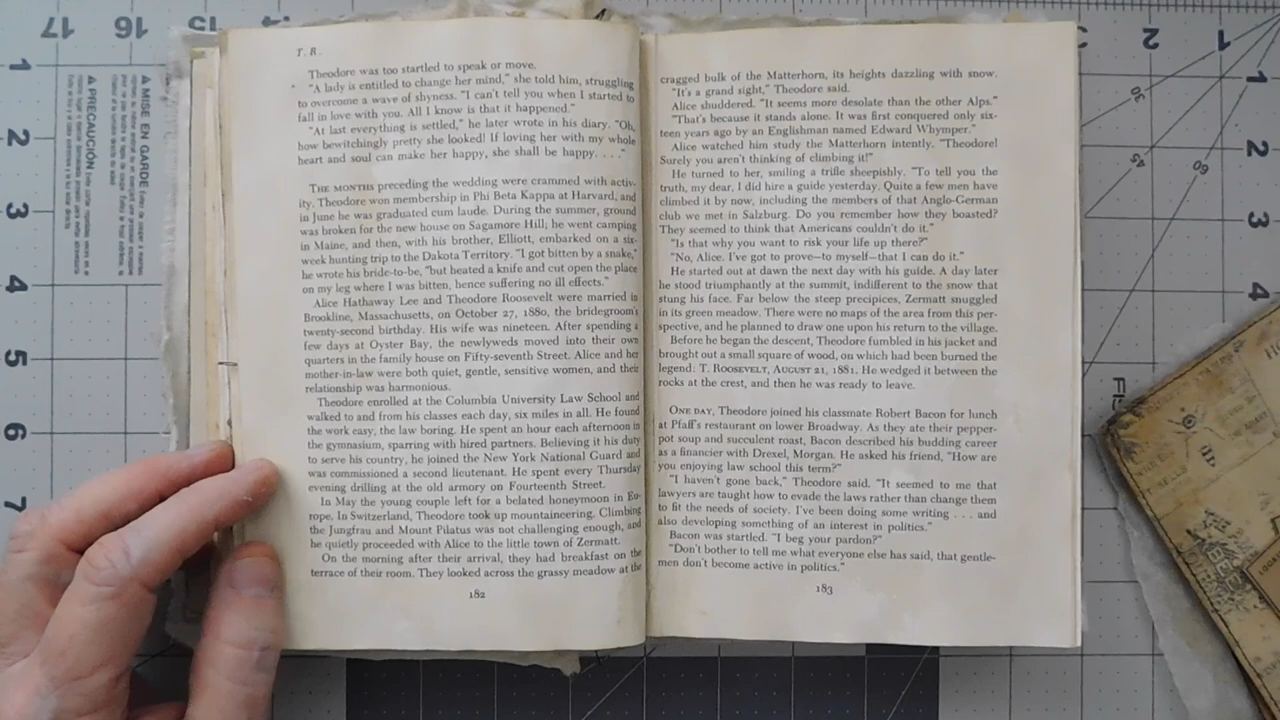 T. R.
Theodore was too startled to speak or move.
"A lady is entitled to change her mind," she told him, struggling
to overcome a wave of shyness. "I can't tell you when I started to
fall in love with you. All I know is that it happened."
"At last everything is settled," he later wrote in his diary. "Oh,
how bewitchingly pretty she looked! If loving her with my whole
heart and soul can make her happy, she shall be happy. . . ."
THE MONTHS preceding the wedding were crammed with activ-
ity. Theodore won membership in Phi Beta Kappa at Harvard, and
in June he was graduated cum laude. During the summer, ground
was broken for the new house on Sagamore Hill; he went camping
in Maine, and then, with his brother, Elliott, embarked on a six-
week hunting trip to the Dakota Territory. "I got bitten by a snake,"
he wrote his bride-to-be, "but heated a knife and cut open the place
on my leg where I was bitten, hence suffering no ill effects."
Alice Hathaway Lee and Theodore Roosevelt were married in
Brookline, Massachusetts, on October 27, 1880, the bridegroom's
twenty-second birthday. His wife was nineteen. After spending a
few days at Oyster Bay, the newlyweds moved into their own
quarters in the family house on Fifty-seventh Street. Alice and her
mother-in-law were both quiet, gentle, sensitive women, and their
relationship was harmonious.
Theodore enrolled at the Columbia University Law School and
walked to and from his classes each day, six miles in all. He found
the work easy, the law boring. He spent an hour each afternoon in
the gymnasium, sparring with hired partners. Believing it his duty
to serve his country, he joined the New York National Guard and
was commissioned a second lieutenant. He spent every Thursday
evening drilling at the old armory on Fourteenth Street.
In May the young couple left for a belated honeymoon in Eu-
rope. In Switzerland, Theodore took up mountaineering. Climbing
the Jungfrau and Mount Pilatus was not challenging enough, and
he quietly proceeded with Alice to the little town of Zermatt.
On the morning after their arrival, they had breakfast on the
terrace of their room. They looked across the grassy meadow at the
182
cragged bulk of the Matterhorn, its heights dazzling with snow.
"It's a grand sight," Theodore said.
Alice shuddered. "It seems more desolate than the other Alps."
"That's because it stands alone. It was first conquered only six-
teen years ago by an Englishman named Edward Whymper."
Alice watched him study the Matterhorn intently. "Theodore!
Surely you aren't thinking of climbing it!"
He turned to her, smiling a trifle sheepishly. "To tell you the
truth, my dear, I did hire a guide yesterday. Quite a few men have
climbed it by now, including the members of that Anglo-German
club we met in Salzburg. Do you remember how they boasted?
They seemed to think that Americans couldn't do it."
"Is that why you want to risk your life up there?"
"No, Alice. I've got to prove—to myself—that I can do it."
He started out at dawn the next day with his guide. A day later
he stood triumphantly at the summit, indifferent to the snow that
stung his face. Far below the steep precipices, Zermatt snuggled
in its green meadow. There were no maps of the area from this per-
spective, and he planned to draw one upon his return to the village.
Before he began the descent, Theodore fumbled in his jacket and
brought out a small square of wood, on which had been burned the
legend: T. ROOSEVELT, AUGUST 21, 1881. He wedged it between the
rocks at the crest, and then he was ready to leave.
ONE DAY, Theodore joined his classmate Robert Bacon for lunch
at Pfaff's restaurant on lower Broadway. As they ate their pepper-
pot soup and succulent roast, Bacon described his budding career
as a financier with Drexel, Morgan. He asked his friend, "How are
you enjoying law school this term?"
"I haven't gone back," Theodore said. "It seemed to me that
lawyers are taught how to evade the laws rather than change them
to fit the needs of society. I've been doing some writing . . . and
also developing something of an interest in politics."
Bacon was startled. "I beg your pardon?"
"Don't bother to tell me what everyone else has said, that gentle-
men don't become active in politics."
183
17
16
15
14
1
2
3
4
5
6
7
▲ MISE EN GARDE
▲ PRECAUCIÓN
2
1
1
2
3
4
30
45
60